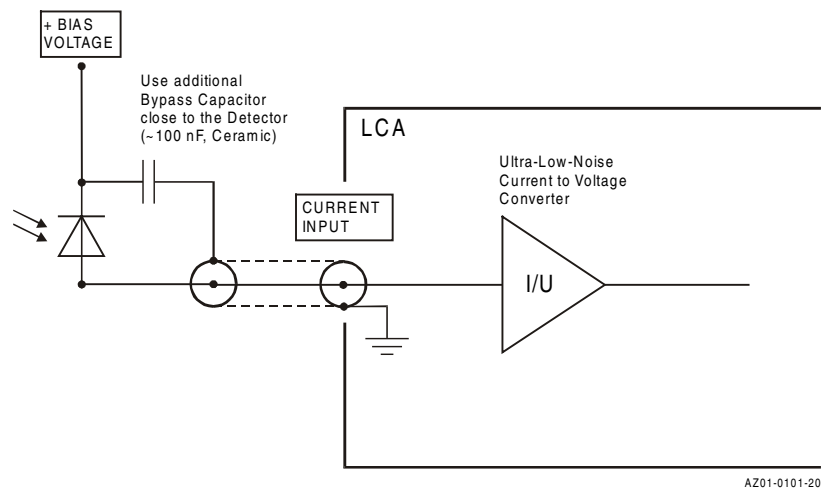 + BIAS
VOLTAGE
Use additional
Bypass Capacitor
close to the Detector
(~100 nF, Ceramic)
LCA
Ultra-Low-Noise
Current to Voltage
Converter
CURRENT
INPUT
I/U
AZ01-0101-20